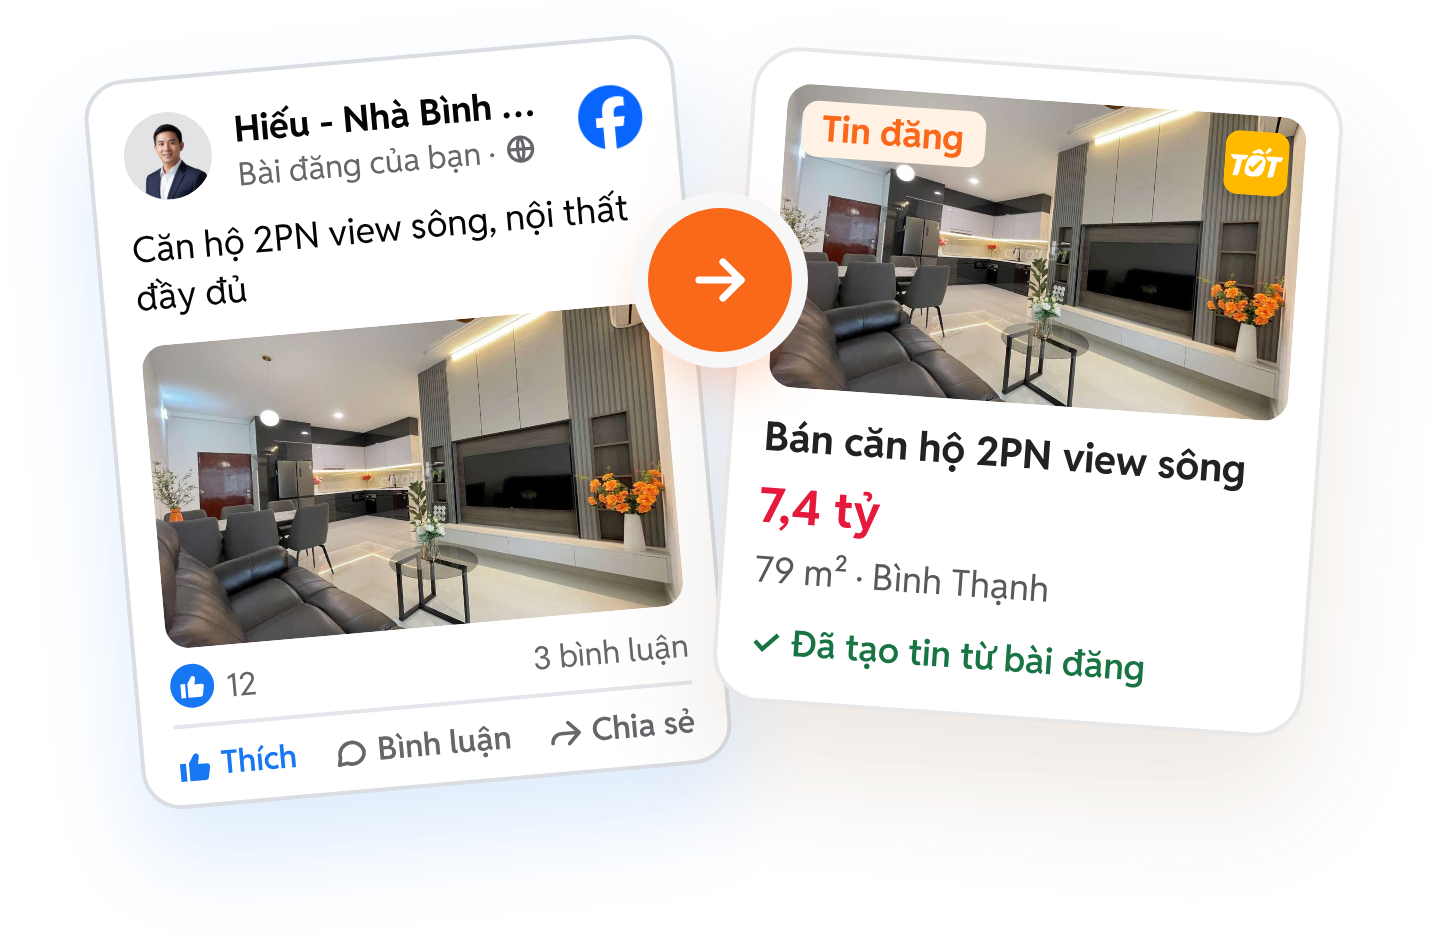 Hiếu - Nhà Bình ...
Bài đăng của bạn ·
Căn hộ 2PN view sông, nội thất
đầy đủ
12
3 bình luận
Thích
Bình luận
Chia sẻ
Tin đăng
TỐT
Bán căn hộ 2PN view sông
7,4 tỷ
79 m² · Bình Thạnh
Đã tạo tin từ bài đăng